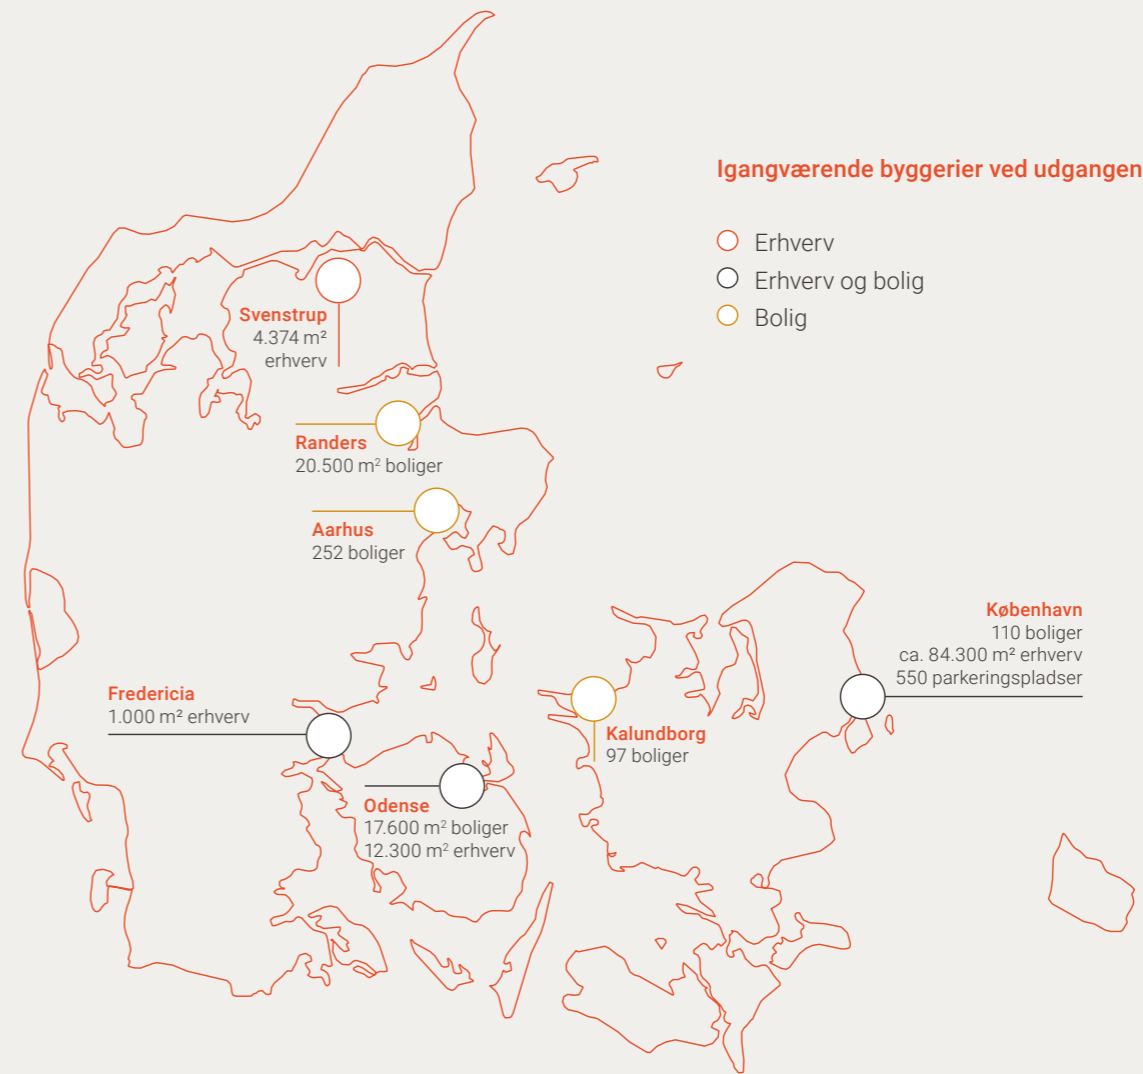 Igangværende byggerier ved udgangen
Erhverv
Erhverv og bolig
Bolig
Svenstrup
4.374 m²
erhverv
Randers
20.500 m² boliger
Aarhus
252 boliger
København
110 boliger
ca. 84.300 m² erhverv
550 parkeringspladser
Fredericia
1.000 m² erhverv
Kalundborg
97 boliger
Odense
17.600 m² boliger
12.300 m² erhverv